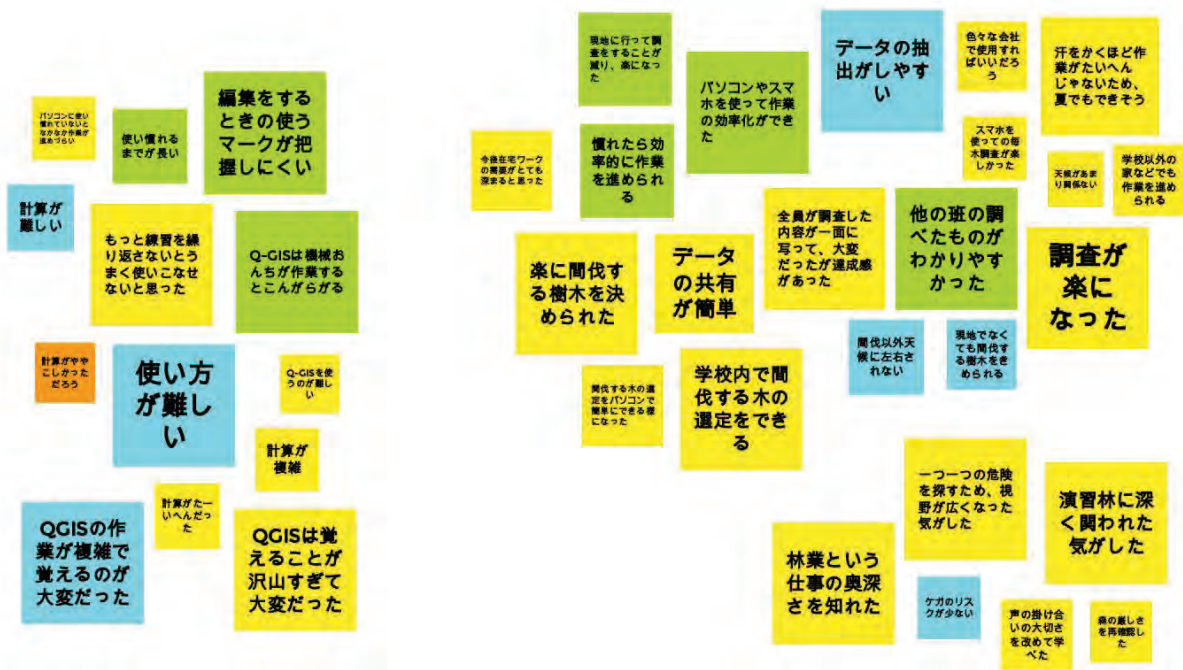 パソコンに使い
慣れていないと
なかなか作業が
進めづらい
使い慣れる
までが長い
編集をする
ときの使う
マークが把
握しにくい
計算が
難しい
もっと練習を繰
り返さないとう
まく使いこなせ
ないと思った
Q-GISは機械お
んちが作業する
とこんがらがる
計算がやや
こしかった
だろう
使い方
が難し
い
Q-GISを使
うのが難し
い
計算が
複雑
計算がたー
いへんだっ
た
QGISの作
業が複雑で
覚えるのが
大変だった
QGISは覚
えることが
沢山すぎて
大変だった
現地に行って調
査をすることが
減り、楽になっ
た
パソコンやスマ
ホを使って作業
の効率化ができ
た
データの抽
出がしやす
い
色々な会社
で使用すれ
ばいいだろ
う
汗をかくほど作
業がたいへん
じゃないため、
夏でもできそう
今後在宅ワーク
の需要がとても
深まると思った
慣れたら効
率的に作業
を進められ
る
スマホを
使っての毎
木調査が楽
しかった
天候があま
り関係ない
学校以外の
家などでも
作業を進め
られる
楽に間伐す
る樹木を決
められた
データ
の共有
が簡単
全員が調査した
内容が一面に
写って、大変
だったが達成感
があった
他の班の調
べたものが
わかりやす
かった
調査が
楽に
なった
間伐以外天
候に左右さ
れない
現地でなく
ても間伐す
る樹木をき
められる
間伐する木の選
定をパソコンで
簡単にできる様
になった
学校内で間
伐する木の
選定をでき
る
一つ一つの危険
を探すため、視
野が広くなった
気がした
演習林に深
く関われた
気がした
林業という
仕事の奥深
さを知れた
ケガのリス
クが少ない
声の掛け合
いの大切さ
を改めて学
べた
森の厳しさ
を再確認し
た